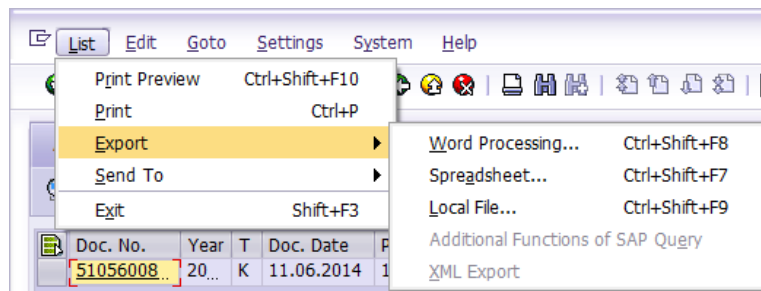 List Edit Goto Settings System Help
Print Preview Ctrl+Shift+F10
Print Ctrl+P
Export
Send To
Exit Shift+F3
Word Processing... Ctrl+Shift+F8
Spreadsheet... Ctrl+Shift+F7
Local File... Ctrl+Shift+F9
Additional Functions of SAP Query
XML Export
Doc. No. Year T Doc. Date P
51056008... 20... K 11.06.2014 1